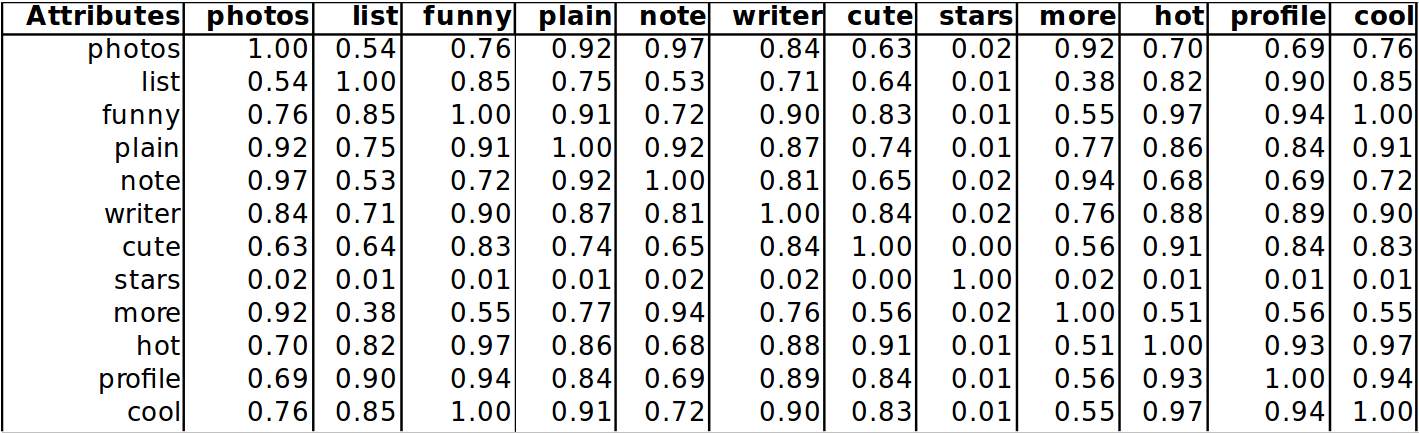 Attributes photos list funny plain note writer cute stars more hot profile cool
photos 1.00 0.54 0.76 0.92 0.97 0.84 0.63 0.02 0.92 0.70 0.69 0.76
list 0.54 1.00 0.85 0.75 0.53 0.71 0.64 0.01 0.38 0.82 0.90 0.85
funny 0.76 0.85 1.00 0.91 0.72 0.90 0.83 0.01 0.55 0.97 0.94 1.00
plain 0.92 0.75 0.91 1.00 0.92 0.87 0.74 0.01 0.77 0.86 0.84 0.91
note 0.97 0.53 0.72 0.92 1.00 0.81 0.65 0.02 0.94 0.68 0.69 0.72
writer 0.84 0.71 0.90 0.87 0.81 1.00 0.84 0.02 0.76 0.88 0.89 0.90
cute 0.63 0.64 0.83 0.74 0.65 0.84 1.00 0.00 0.56 0.91 0.84 0.83
stars 0.02 0.01 0.01 0.01 0.02 0.02 0.00 1.00 0.02 0.01 0.01 0.01
more 0.92 0.38 0.55 0.77 0.94 0.76 0.56 0.02 1.00 0.51 0.56 0.55
hot 0.70 0.82 0.97 0.86 0.68 0.88 0.91 0.01 0.51 1.00 0.93 0.97
profile 0.69 0.90 0.94 0.84 0.69 0.89 0.84 0.01 0.56 0.93 1.00 0.94
cool 0.76 0.85 1.00 0.91 0.72 0.90 0.83 0.01 0.55 0.97 0.94 1.00